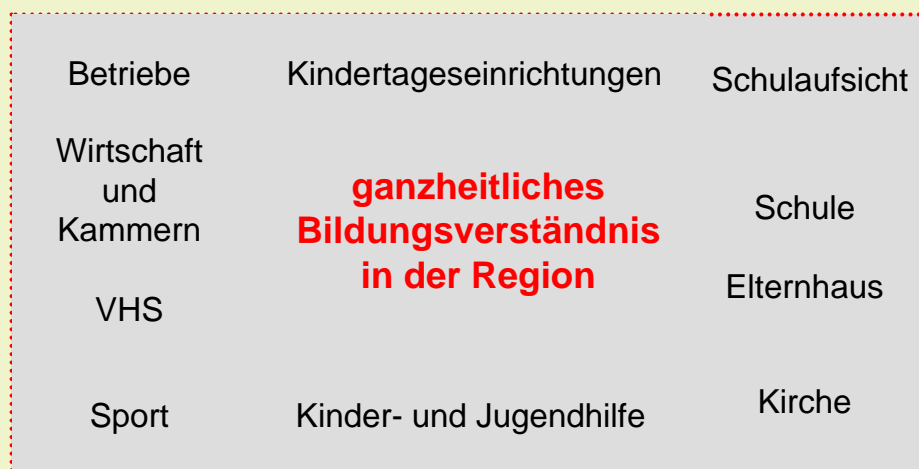 Betriebe
Kindertageseinrichtungen
Schulaufsicht
Wirtschaft
und
Kammern
ganzheitliches
Bildungsverständnis
in der Region
Schule
Elternhaus
VHS
Sport
Kinder- und Jugendhilfe
Kirche